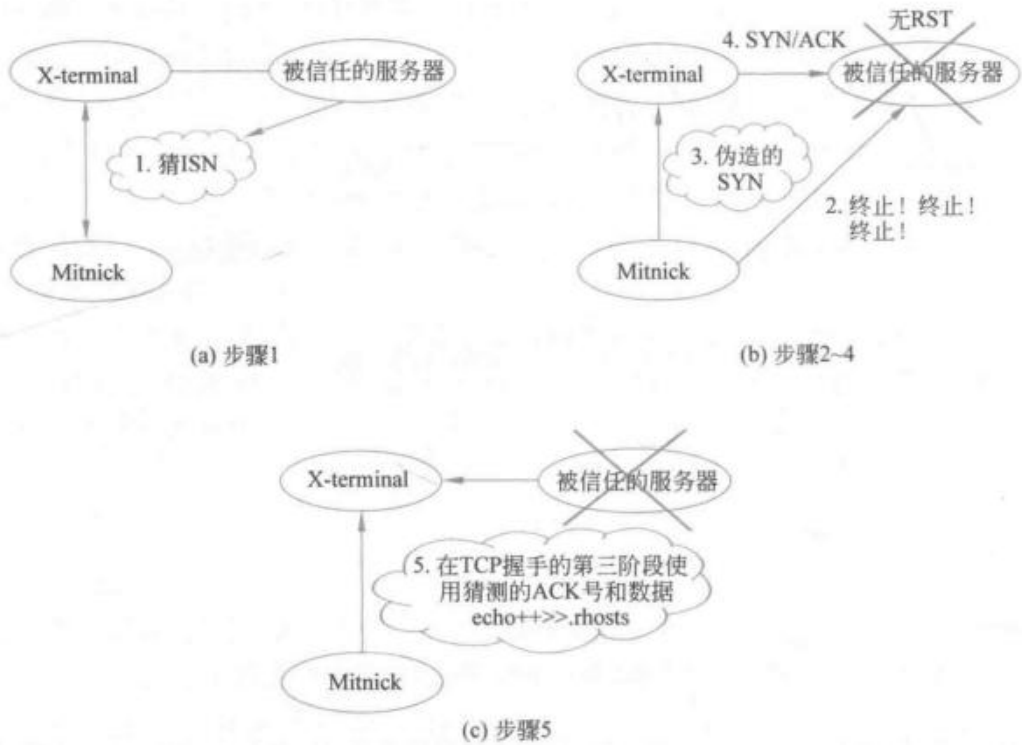 X-terminal
被信任的服务器
1. 猜ISN
Mitnick
(a) 步骤1
无RST
4. SYN/ACK
X-terminal
被信任的服务器
3. 伪造的
SYN
2. 终止！终止！
终止！
Mitnick
(b) 步骤2~4
X-terminal
被信任的服务器
5. 在TCP握手的第三阶段使
用猜测的ACK号和数据
echo++>>.rhosts
Mitnick
(c) 步骤5